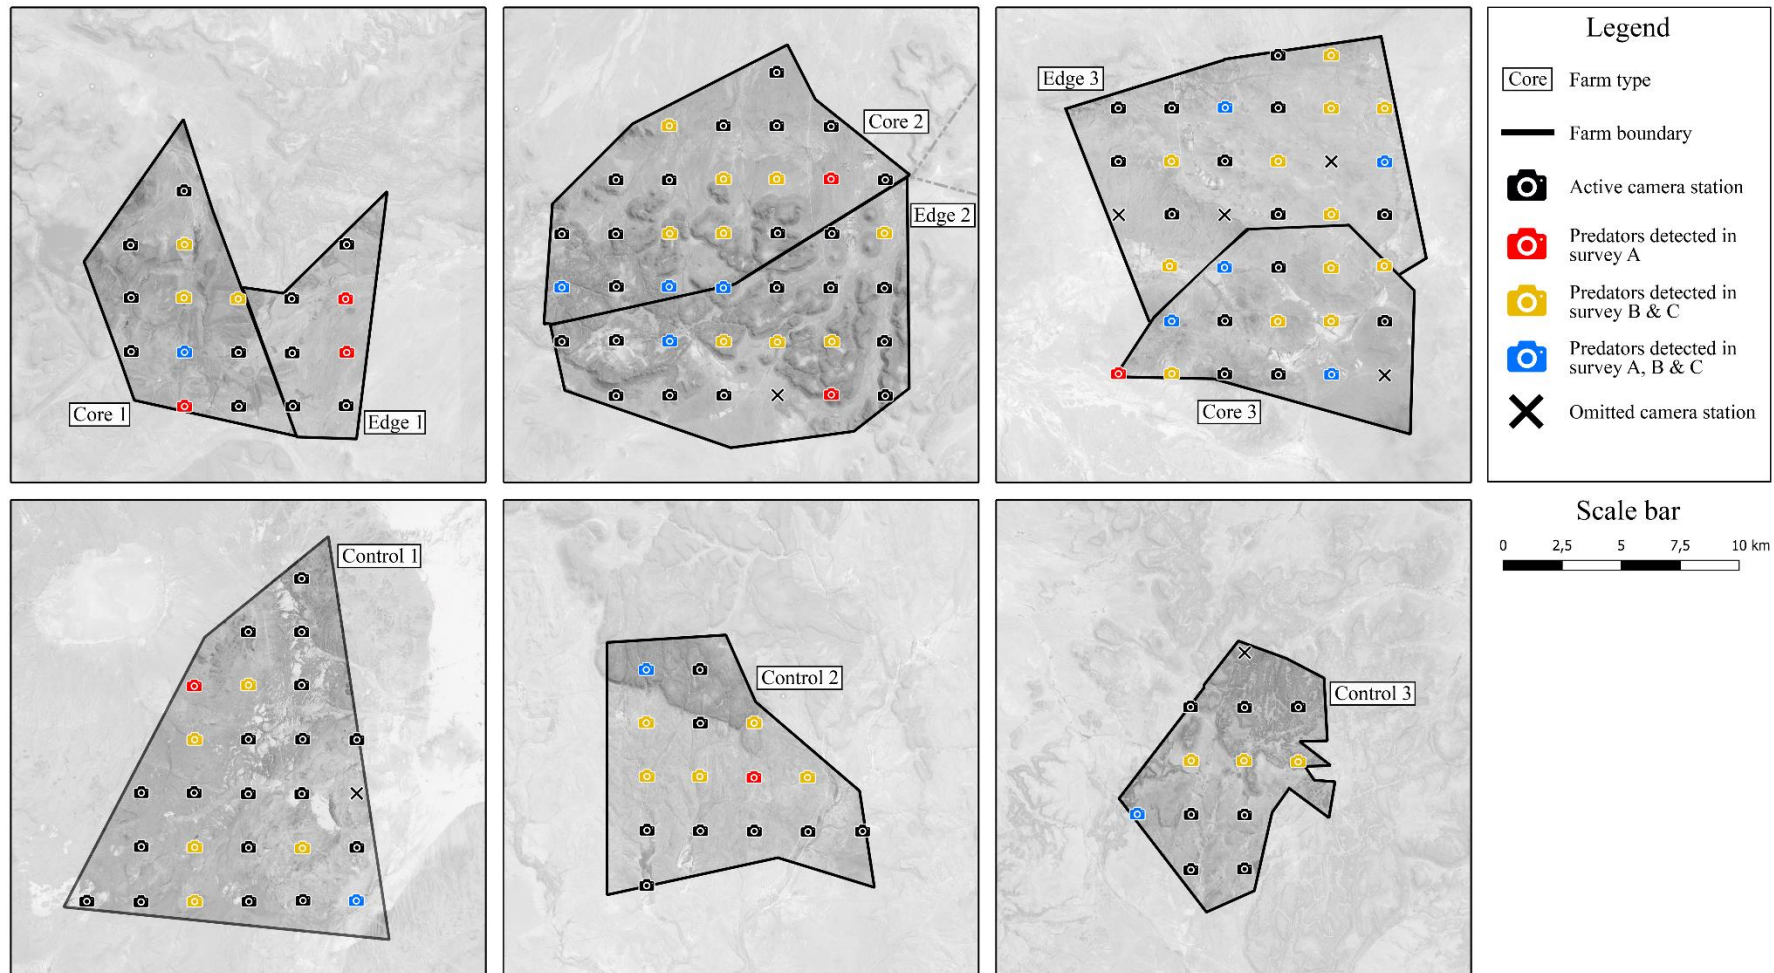 Core 1
Edge 1
Core 2
Edge 2
Edge 3
Core 3
Legend
Core Farm type
Farm boundary
Active camera station
Predators detected in
survey A
Predators detected in
survey B & C
Predators detected in
survey A, B & C
Omitted camera station
Control 1
Control 2
Control 3
Scale bar
0 2,5 5 7,5 10 km